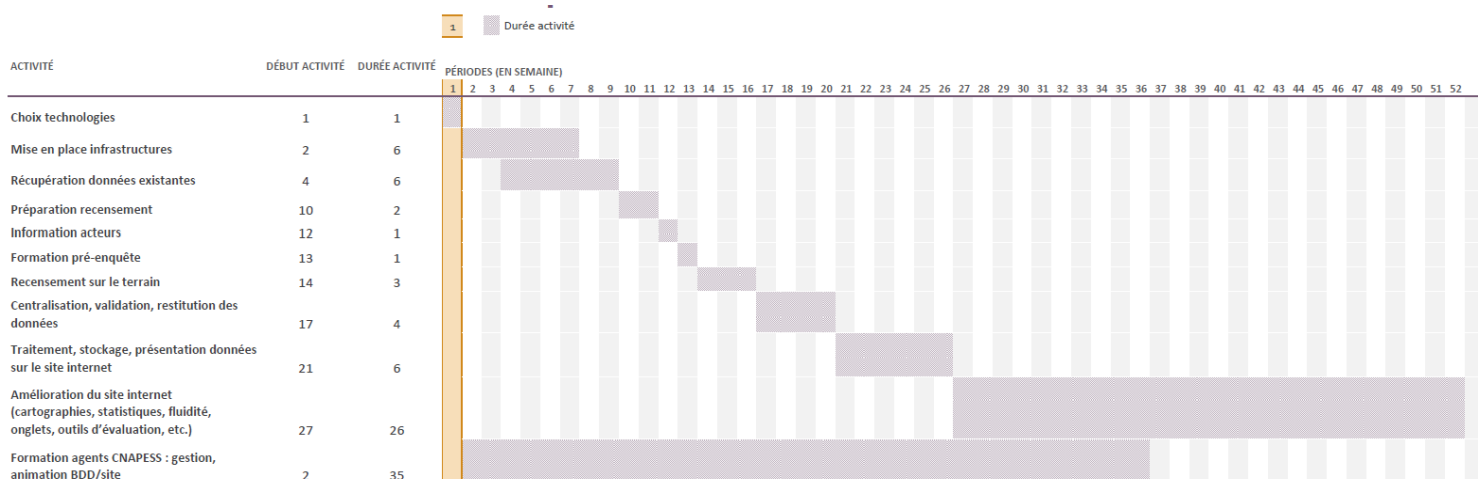 1 Durée activité
ACTIVITÉ DÉBUT ACTIVITÉ DURÉE ACTIVITÉ PÉRIODES (EN SEMAINE)
1 2 3 4 5 6 7 8 9 10 11 12 13 14 15 16 17 18 19 20 21 22 23 24 25 26 27 28 29 30 31 32 33 34 35 36 37 38 39 40 41 42 43 44 45 46 47 48 49 50 51 52
Choix technologies 1 1
Mise en place infrastructures 2 6
Récupération données existantes 4 6
Préparation recensement 10 2
Information acteurs 12 1
Formation pré-enquête 13 1
Recensement sur le terrain 14 3
Centralisation, validation, restitution des
données 17 4
Traitement, stockage, présentation données
sur le site internet 21 6
Amélioration du site internet
(cartographies, statistiques, fluidité,
onglets, outils d’évaluation, etc.) 27 26
Formation agents CNAPESS : gestion,
animation BDD/site 2 35